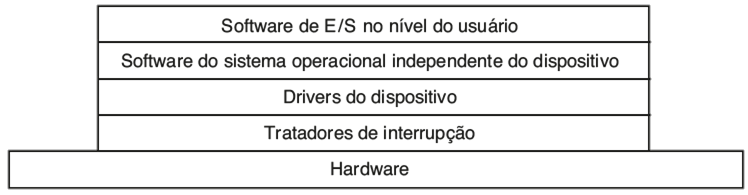 Software de E/S no nível do usuário
Software do sistema operacional independente do dispositivo
Drivers do dispositivo
Tratadores de interrupção
Hardware